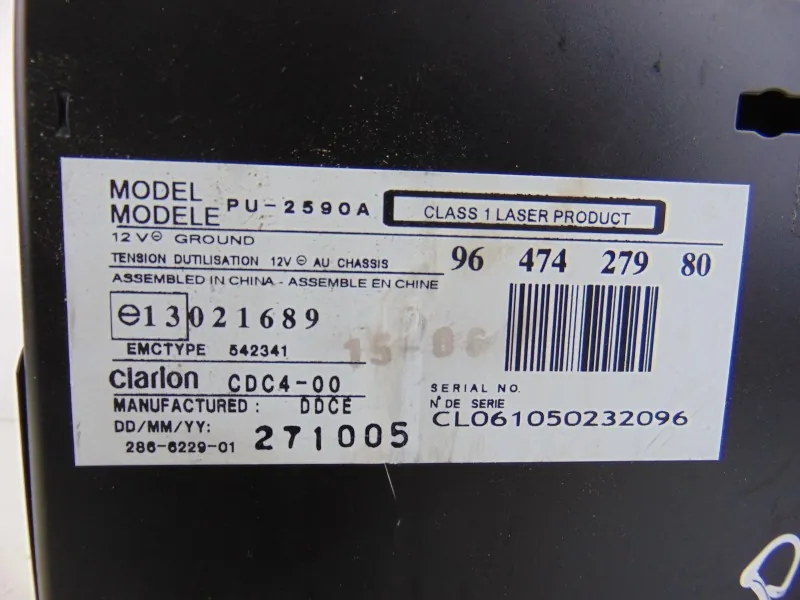 MODEL
MODELE PU-2590A
CLASS 1 LASER PRODUCT
12V⊖ GROUND
TENSION DUTILISATION 12V ⊖ AU CHASSIS
96 474 279 80
ASSEMBLED IN CHINA - ASSEMBLE EN CHINE
e13 021689
EMCTYPE 542341
15-06
clarion CDC4-00
MANUFACTURED : DDCE
DD/MM/YY: 271005
286-6229-01
SERIAL NO.
N° DE SERIE
CL061050232096